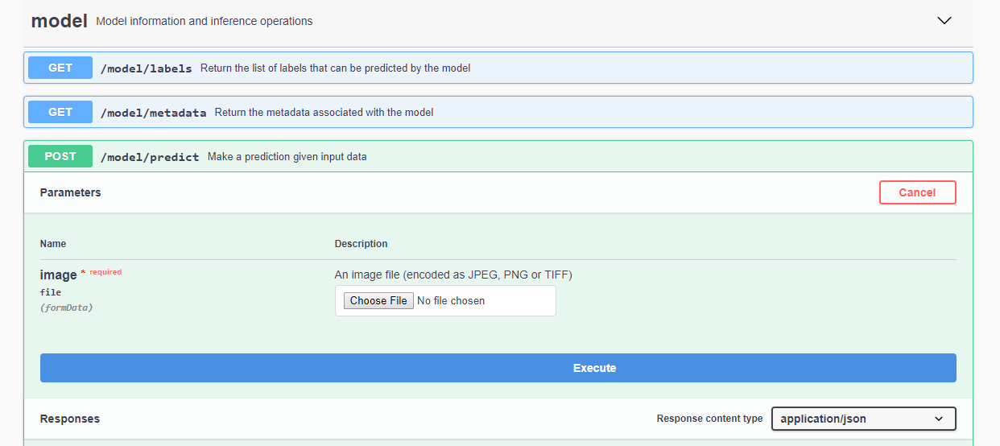 model Model information and inference operations
GET /model/labels Return the list of labels that can be predicted by the model
GET /model/metadata Return the metadata associated with the model
POST /model/predict Make a prediction given input data
Parameters Cancel
Name Description
image * required An image file (encoded as JPEG, PNG or TIFF)
file Choose File No file chosen
(formData)
Execute
Responses Response content type application/json